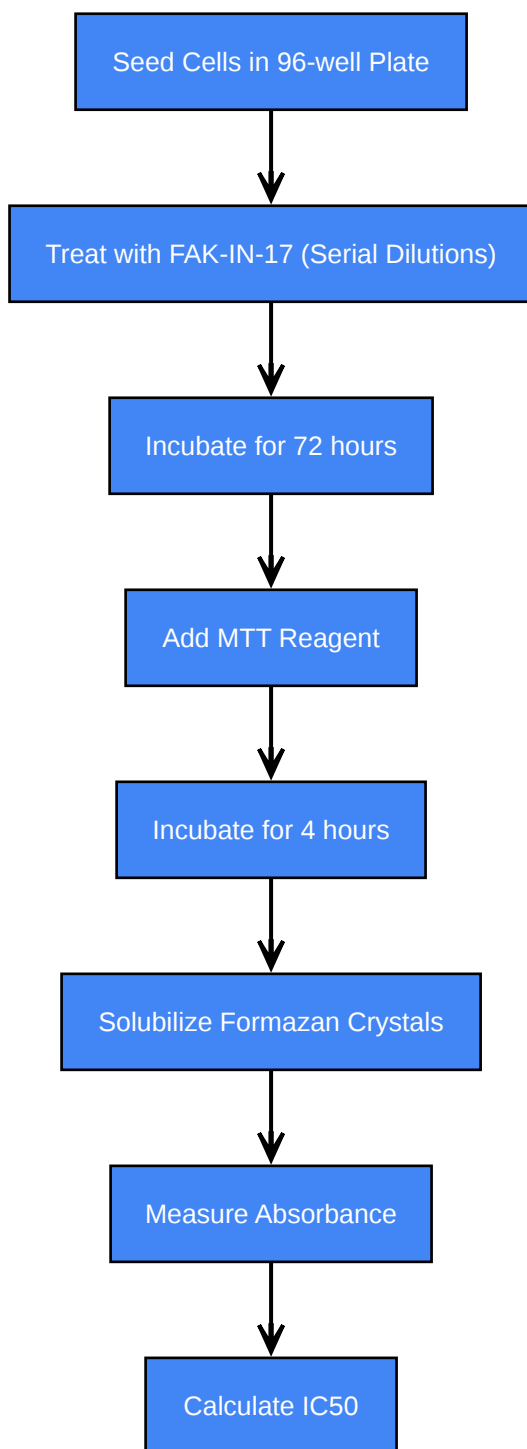 Seed Cells in 96-well Plate
Treat with FAK-IN-17 (Serial Dilutions)
Incubate for 72 hours
Add MTT Reagent
Incubate for 4 hours
Solubilize Formazan Crystals
Measure Absorbance
Calculate IC50